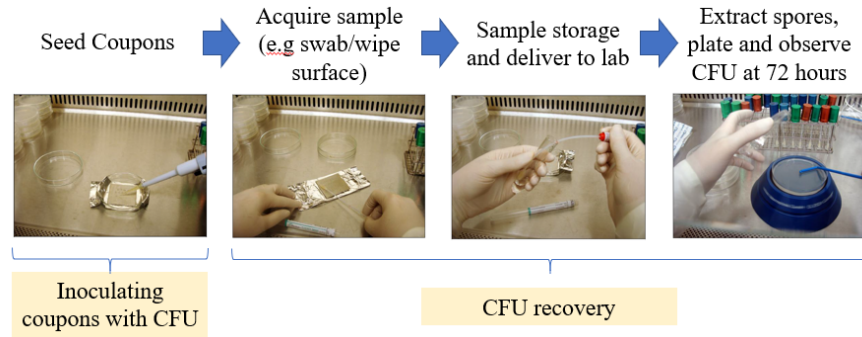 Seed Coupons
Acquire sample
(e.g swab/wipe
surface)
Sample storage
and deliver to lab
Extract spores,
plate and observe
CFU at 72 hours
Inoculating
coupons with CFU
CFU recovery